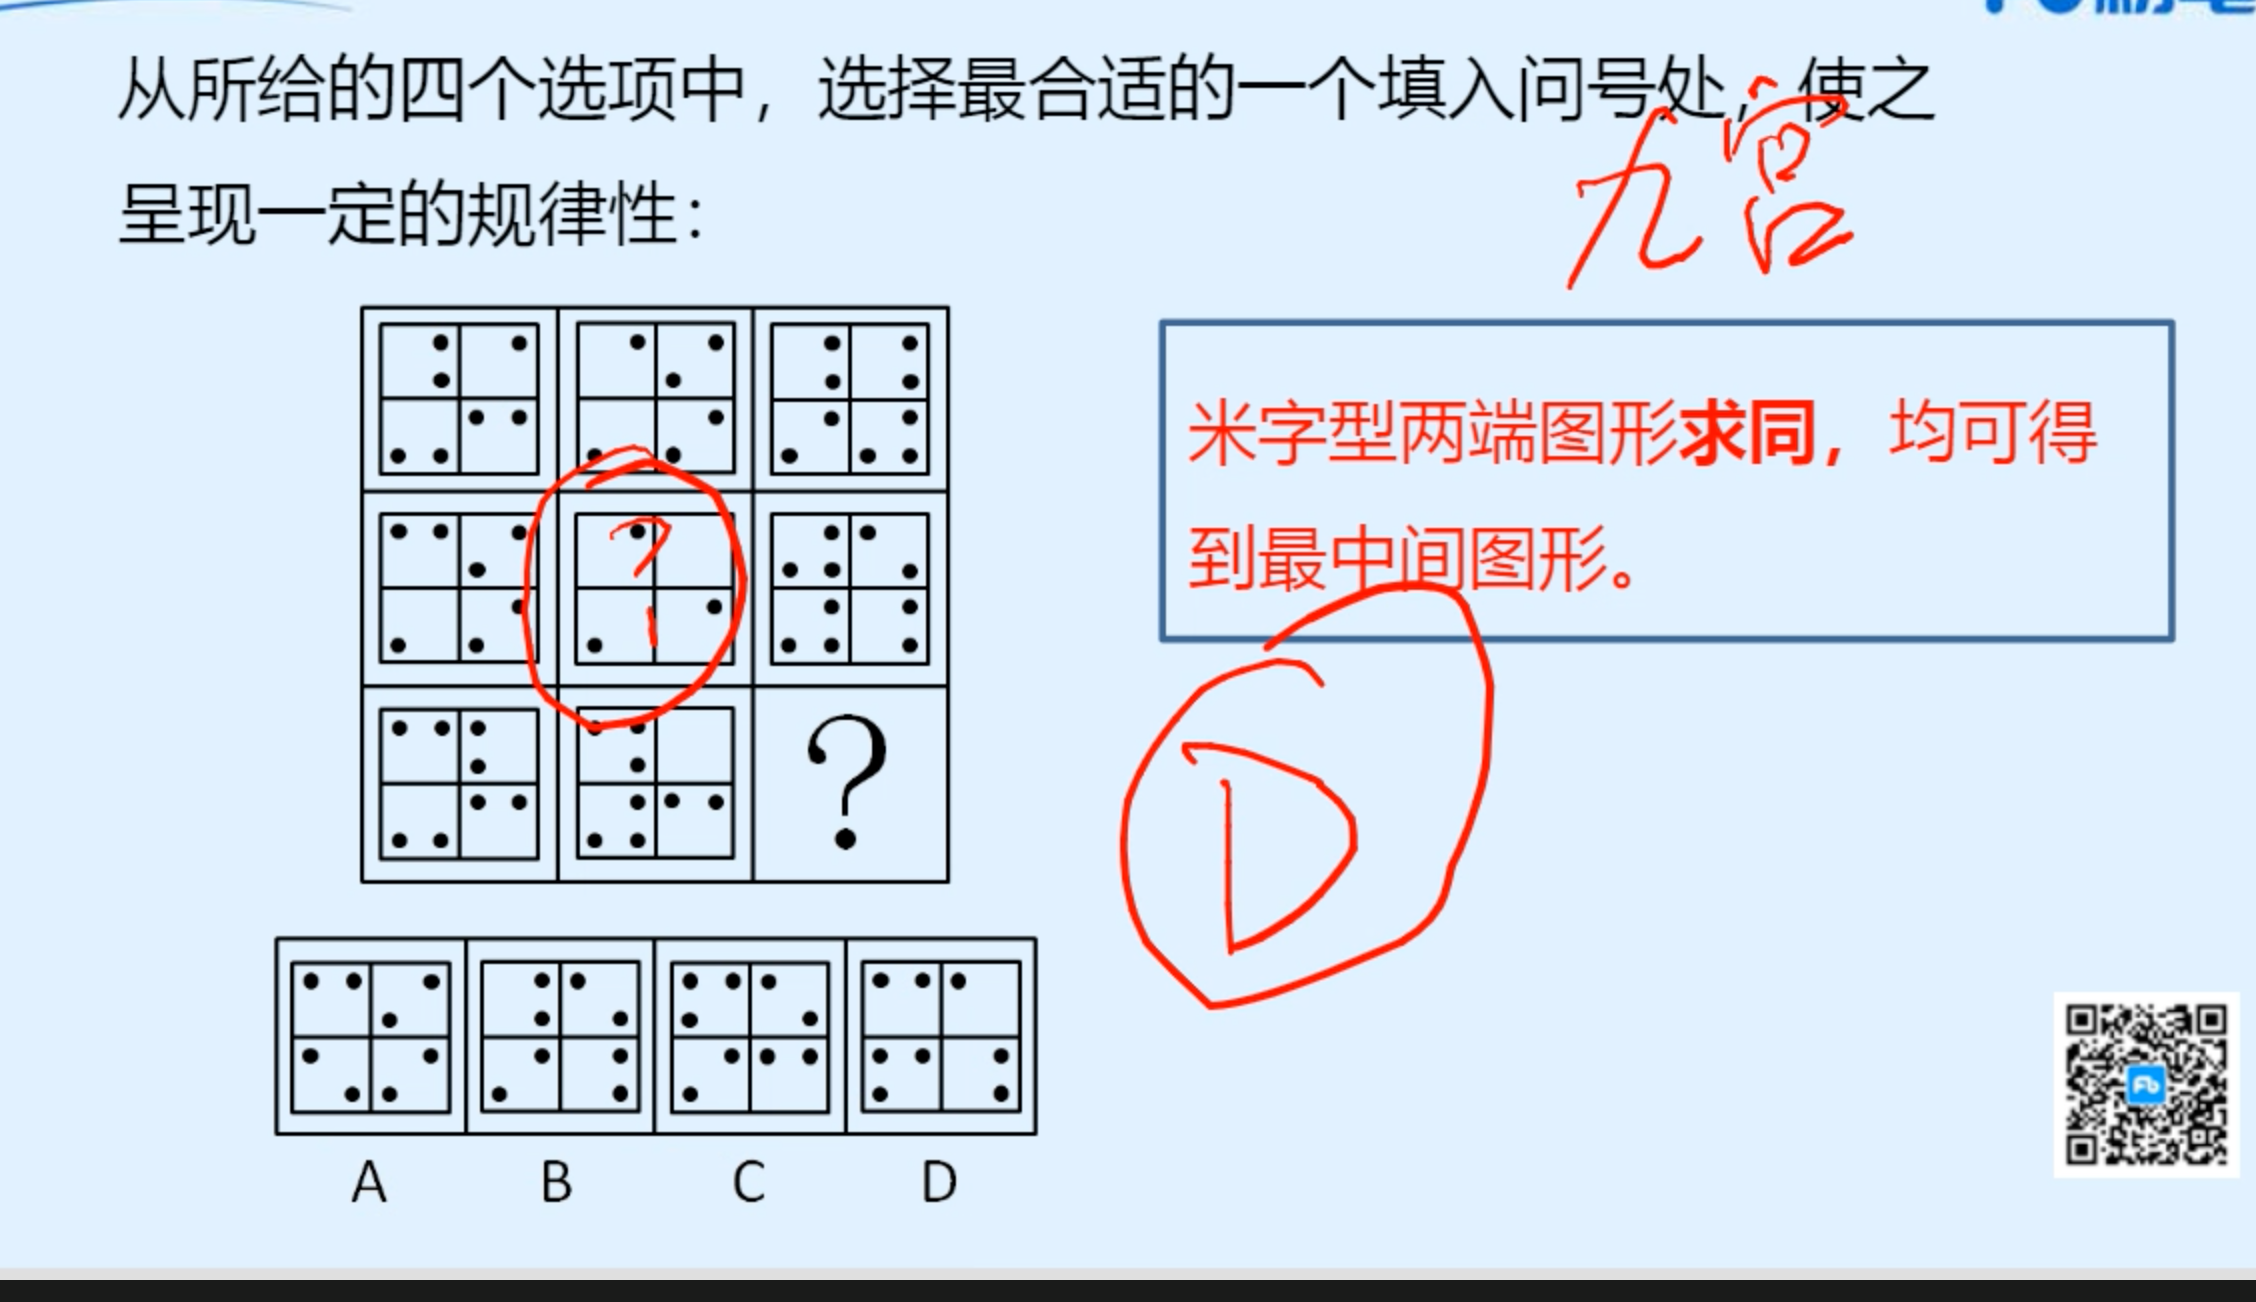 从所给的四个选项中，选择最合适的一个填入问号处，使之
九宫
呈现一定的规律性：
米字型两端图形求同，均可得
到最中间图形。
?
?
D
A B C D